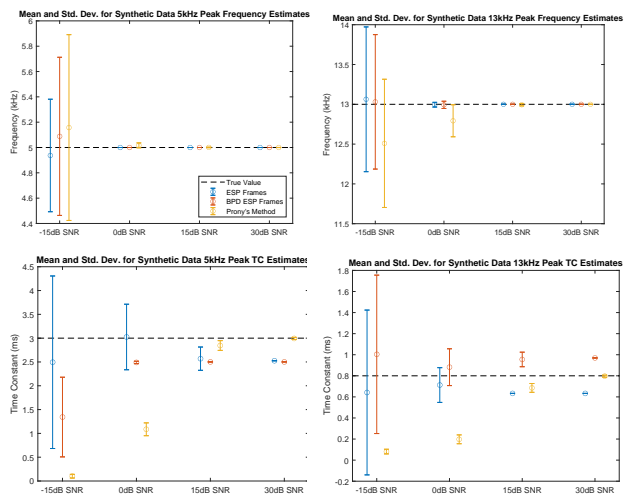 Mean and Std. Dev. for Synthetic Data 5kHz Peak Frequency Estimates
6
5.8
5.6
5.4
5.2
5
4.8
4.6
4.4
Frequency (kHz)
True Value
ESP Frames
BPD ESP Frames
Prony's Method
-15dB SNR 0dB SNR 15dB SNR 30dB SNR
Mean and Std. Dev. for Synthetic Data 13kHz Peak Frequency Estimates
14
13.5
13
12.5
12
11.5
Frequency (kHz)
-15dB SNR 0dB SNR 15dB SNR 30dB SNR
Mean and Std. Dev. for Synthetic Data 5kHz Peak TC Estimates
4.5
4
3.5
3
2.5
2
1.5
1
0.5
0
Time Constant (ms)
-15dB SNR 0dB SNR 15dB SNR 30dB SNR
Mean and Std. Dev. for Synthetic Data 13kHz Peak TC Estimates
1.8
1.6
1.4
1.2
1
0.8
0.6
0.4
0.2
0
-0.2
Time Constant (ms)
-15dB SNR 0dB SNR 15dB SNR 30dB SNR